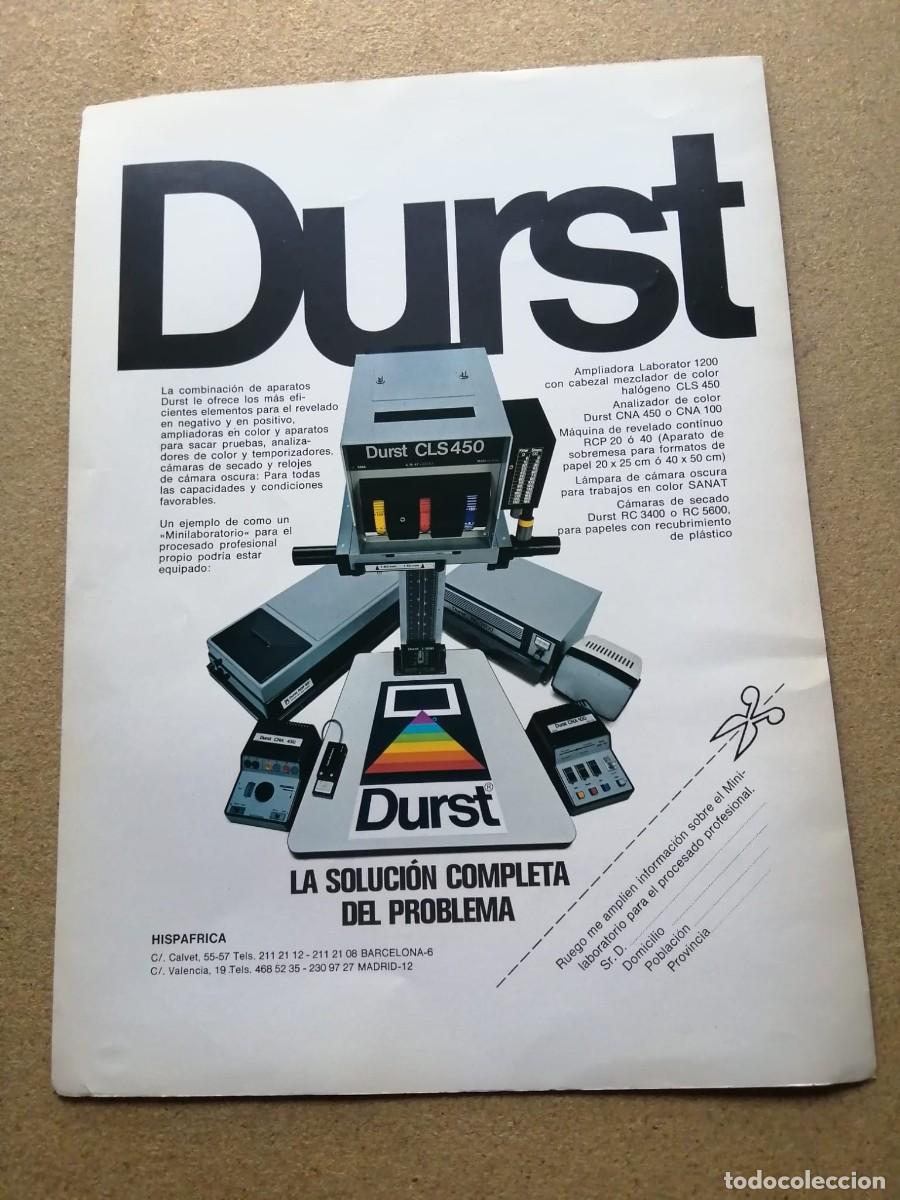 Durst
La combinación de aparatos
Durst le ofrece los más efi-
cientes elementos para el revelado
en negativo y en positivo,
ampliadoras en color y aparatos
para sacar pruebas, analiza-
dores de color y temporizadores,
cámaras de secado y relojes
de cámara oscura: Para todas
las capacidades y condiciones
favorables.
Un ejemplo de como un
»Minilaboratorio« para el
procesado profesional
propio podría estar
equipado:
Ampliadora Laborator 1200
con cabezal mezclador de color
halógeno CLS 450
Analizador de color
Durst CNA 450 o CNA 100
Máquina de revelado contínuo
RCP 20 ó 40 (Aparato de
sobremesa para formatos de
papel 20 x 25 cm ó 40 x 50 cm)
Lámpara de cámara oscura
para trabajos en color SANAT
Cámaras de secado
Durst RC 3400 or RC 5600,
para papeles con recubrimiento
de plástico
Durst CLS 450
Durst CNA 450
Durst CNA 100
Durst®
LA SOLUCIÓN COMPLETA
DEL PROBLEMA
HISPAFRICA
C/. Calvet, 55-57 Tels. 211 21 12 - 211 21 08 BARCELONA-6
C/. Valencia, 19 Tels. 468 52 35 - 230 97 27 MADRID-12
Ruego me amplien información sobre el Mini-
laboratorio para el procesado profesional.
Sr. D.
Domicilio
Población
Provincia
todocoleccion